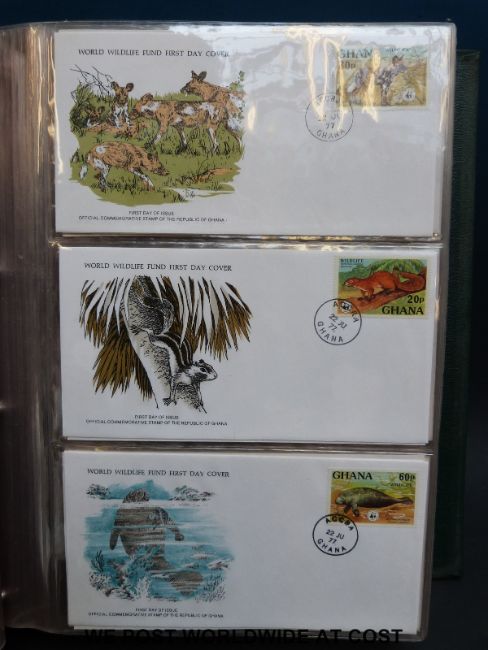 WORLD WILDLIFE FUND FIRST DAY COVER
GHANA
ACCRA
77
GHANA
FIRST DAY OF ISSUE
OFFICIAL COMMEMORATIVE STAMP OF THE REPUBLIC OF GHANA
WORLD WILDLIFE FUND FIRST DAY COVER
WILDLIFE
20p
GHANA
ACCRA
22 JU
77
GHANA
FIRST DAY OF ISSUE
OFFICIAL COMMEMORATIVE STAMP OF THE REPUBLIC OF GHANA
WORLD WILDLIFE FUND FIRST DAY COVER
GHANA 60p
WILDLIFE
ACCRA
22 JU
77
GHANA
FIRST DAY OF ISSUE
OFFICIAL COMMEMORATIVE STAMP OF THE REPUBLIC OF GHANA
WE POST WORLDWIDE AT COST